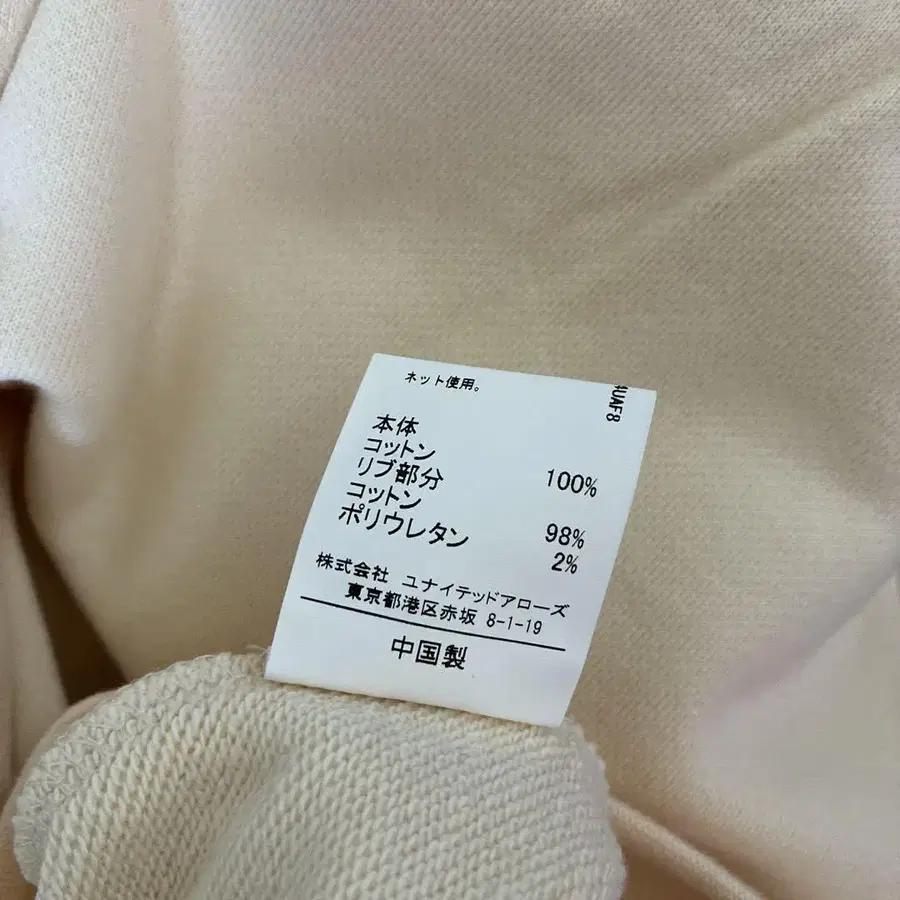 ネット使用。
UAF8
本体
コットン 100%
リブ部分
コットン 98%
ポリウレタン 2%
株式会社 ユナイテッドアローズ
東京都港区赤坂 8-1-19
中国製